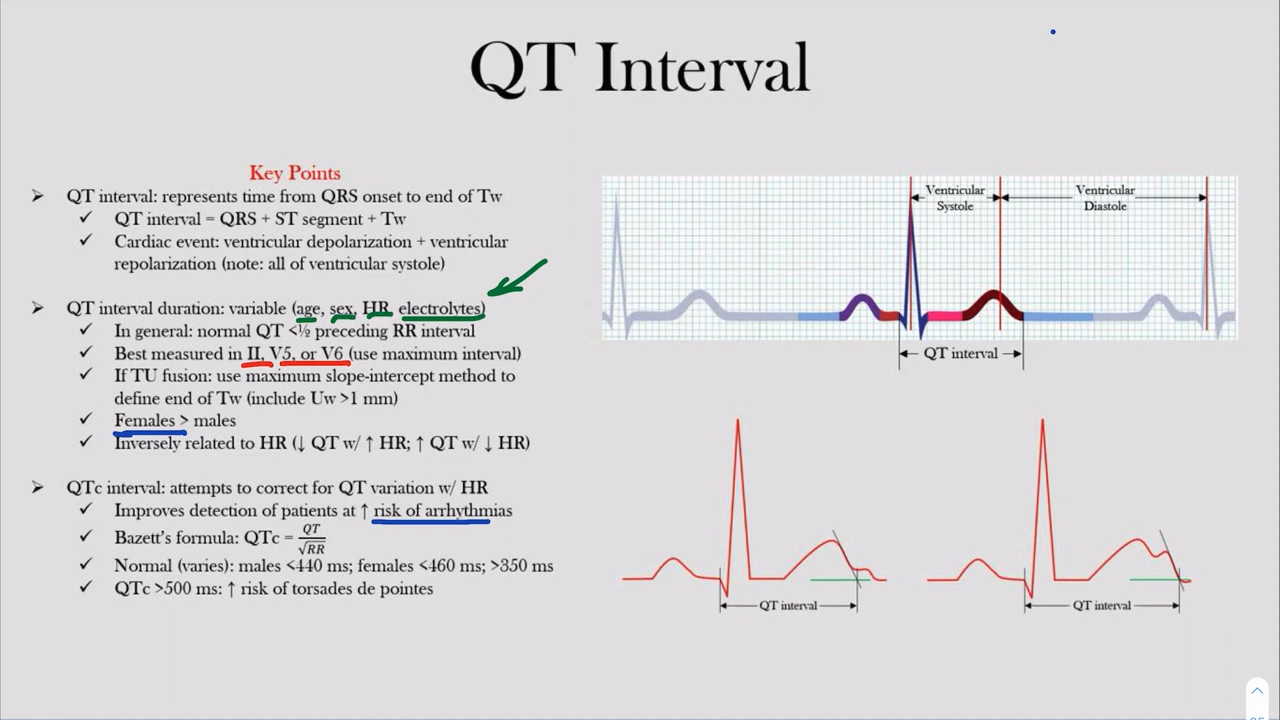 QT Interval
Key Points
➤ QT interval: represents time from QRS onset to end of Tw
✓ QT interval = QRS + ST segment + Tw
✓ Cardiac event: ventricular depolarization + ventricular
repolarization (note: all of ventricular systole)
➤ QT interval duration: variable (age, sex, HR, electrolytes)
✓ In general: normal QT <½ preceding RR interval
✓ Best measured in II, V5, or V6 (use maximum interval)
✓ If TU fusion: use maximum slope-intercept method to
define end of Tw (include Uw >1 mm)
✓ Females > males
✓ Inversely related to HR (↓ QT w/ ↑ HR; ↑ QT w/ ↓ HR)
➤ QTc interval: attempts to correct for QT variation w/ HR
✓ Improves detection of patients at ↑ risk of arrhythmias
✓ Bazett's formula: QTc = QT/√RR
✓ Normal (varies): males <440 ms; females <460 ms; >350 ms
✓ QTc >500 ms: ↑ risk of torsades de pointes
Ventricular
Systole
Ventricular
Diastole
QT interval
QT interval
QT interval